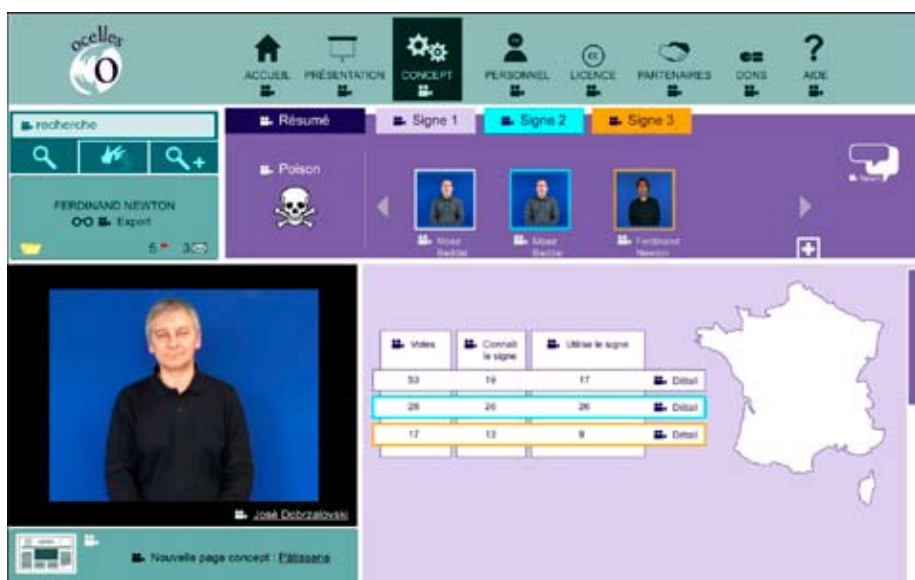 ocelles
ACCUEIL PRÉSENTATION CONCEPT PERSONNEL LICENCE PARTENAIRES DONS AIDE
recherche
Résumé Signe 1 Signe 2 Signe 3
Poison
FERDINAND NEWTON
Expert
5 3
Ferdinand
Newton
Votes Connaît le signe Utilise le signe
53 19 17 Détail
26 26 Détail
17 13 Détail
José Dobrzalovski
Nouvelle page concept : Pâtisserie